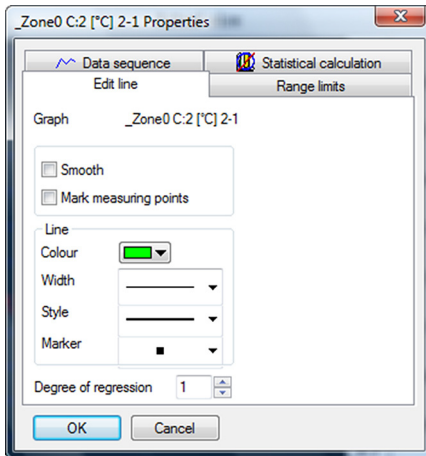 _Zone0 C:2 [°C] 2-1 Properties
Data sequence
Statistical calculation
Edit line
Range limits
Graph _Zone0 C:2 [°C] 2-1
Smooth
Mark measuring points
Line
Colour
Width
Style
Marker
Degree of regression 1
OK
Cancel